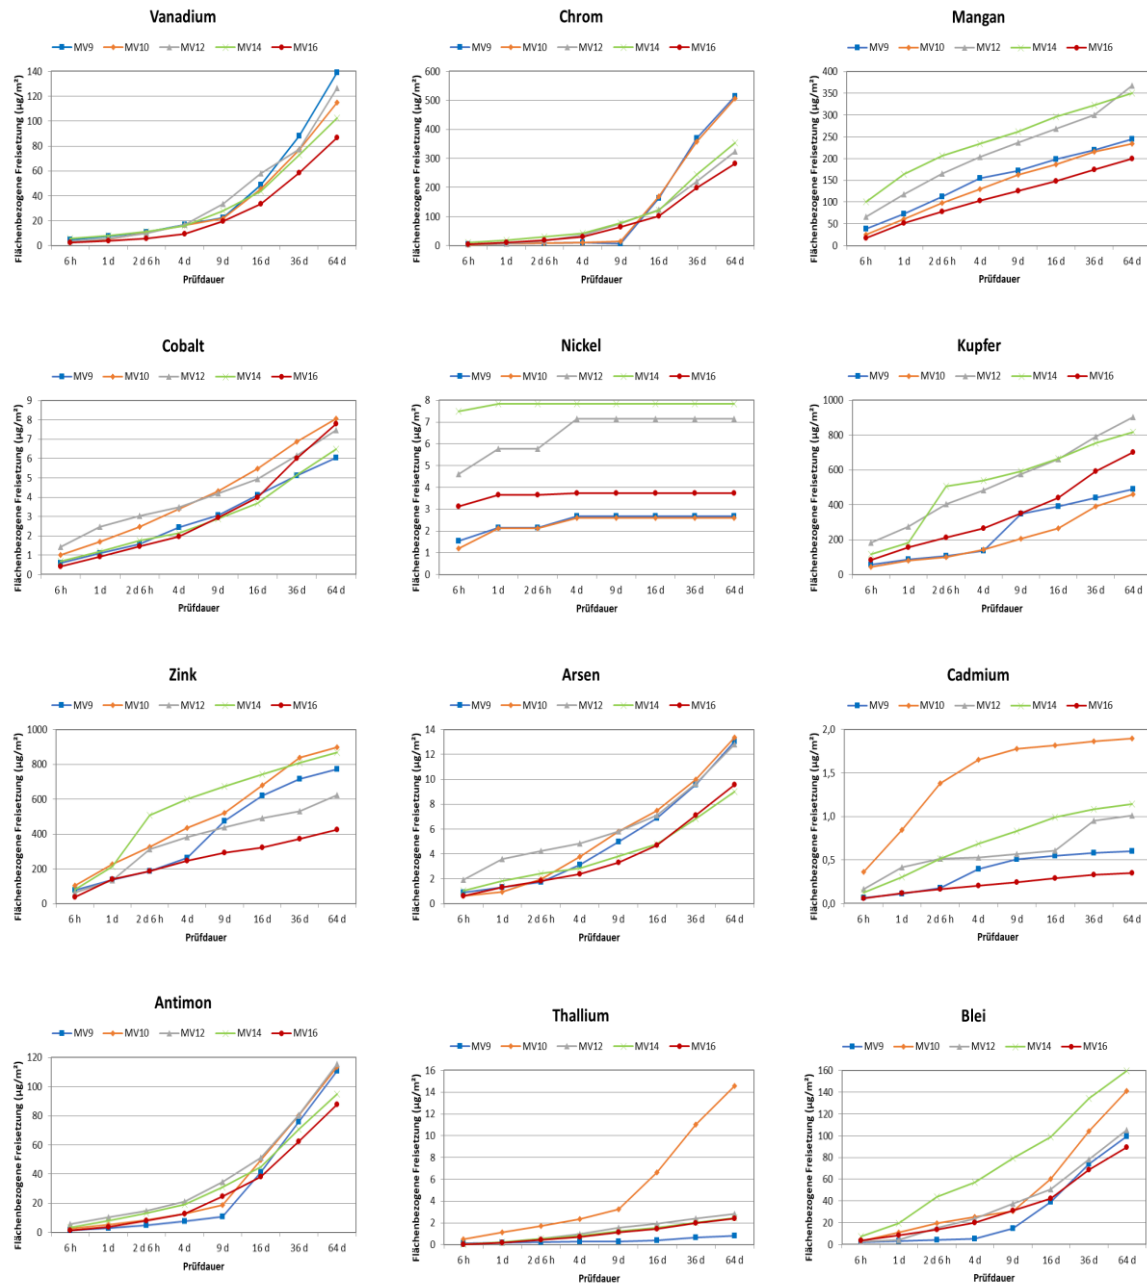 Vanadium
MV9 MV10 MV12 MV14 MV16
Flächenbezogene Freisetzung (µg/m²)
140
120
100
80
60
40
20
0
6 h 1 d 2 d 6 h 4 d 9 d 16 d 36 d 64 d
Prüfdauer
Chrom
MV9 MV10 MV12 MV14 MV16
Flächenbezogene Freisetzung (µg/m²)
600
500
400
300
200
100
0
6 h 1 d 2 d 6 h 4 d 9 d 16 d 36 d 64 d
Prüfdauer
Mangan
MV9 MV10 MV12 MV14 MV16
Flächenbezogene Freisetzung (µg/m²)
400
350
300
250
200
150
100
50
0
6 h 1 d 2 d 6 h 4 d 9 d 16 d 36 d 64 d
Prüfdauer
Cobalt
MV9 MV10 MV12 MV14 MV16
Flächenbezogene Freisetzung (µg/m²)
9
8
7
6
5
4
3
2
1
0
6 h 1 d 2 d 6 h 4 d 9 d 16 d 36 d 64 d
Prüfdauer
Nickel
MV9 MV10 MV12 MV14 MV16
Flächenbezogene Freisetzung (µg/m²)
8
7
6
5
4
3
2
1
0
6 h 1 d 2 d 6 h 4 d 9 d 16 d 36 d 64 d
Prüfdauer
Kupfer
MV9 MV10 MV12 MV14 MV16
Flächenbezogene Freisetzung (µg/m²)
1000
800
600
400
200
0
6 h 1 d 2 d 6 h 4 d 9 d 16 d 36 d 64 d
Prüfdauer
Zink
MV9 MV10 MV12 MV14 MV16
Flächenbezogene Freisetzung (µg/m²)
1000
800
600
400
200
0
6 h 1 d 2 d 6 h 4 d 9 d 16 d 36 d 64 d
Prüfdauer
Arsen
MV9 MV10 MV12 MV14 MV16
Flächenbezogene Freisetzung (µg/m²)
14
12
10
8
6
4
2
0
6 h 1 d 2 d 6 h 4 d 9 d 16 d 36 d 64 d
Prüfdauer
Cadmium
MV9 MV10 MV12 MV14 MV16
Flächenbezogene Freisetzung (µg/m²)
2,0
1,5
1,0
0,5
0,0
6 h 1 d 2 d 6 h 4 d 9 d 16 d 36 d 64 d
Prüfdauer
Antimon
MV9 MV10 MV12 MV14 MV16
Flächenbezogene Freisetzung (µg/m²)
120
100
80
60
40
20
0
6 h 1 d 2 d 6 h 4 d 9 d 16 d 36 d 64 d
Prüfdauer
Thallium
MV9 MV10 MV12 MV14 MV16
Flächenbezogene Freisetzung (µg/m²)
16
14
12
10
8
6
4
2
0
6 h 1 d 2 d 6 h 4 d 9 d 16 d 36 d 64 d
Prüfdauer
Blei
MV9 MV10 MV12 MV14 MV16
Flächenbezogene Freisetzung (µg/m²)
160
140
120
100
80
60
40
20
0
6 h 1 d 2 d 6 h 4 d 9 d 16 d 36 d 64 d
Prüfdauer